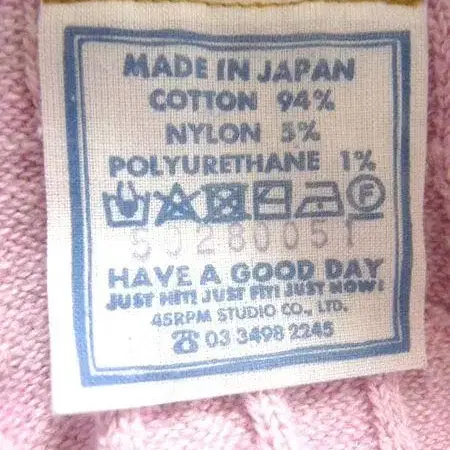 MADE IN JAPAN
COTTON 94%
NYLON 5%
POLYURETHANE 1%
F
S0280051
HAVE A GOOD DAY
JUST HIT! JUST FIT! JUST NOW!
45RPM STUDIO CO., LTD.
☎ 03 3498 2245